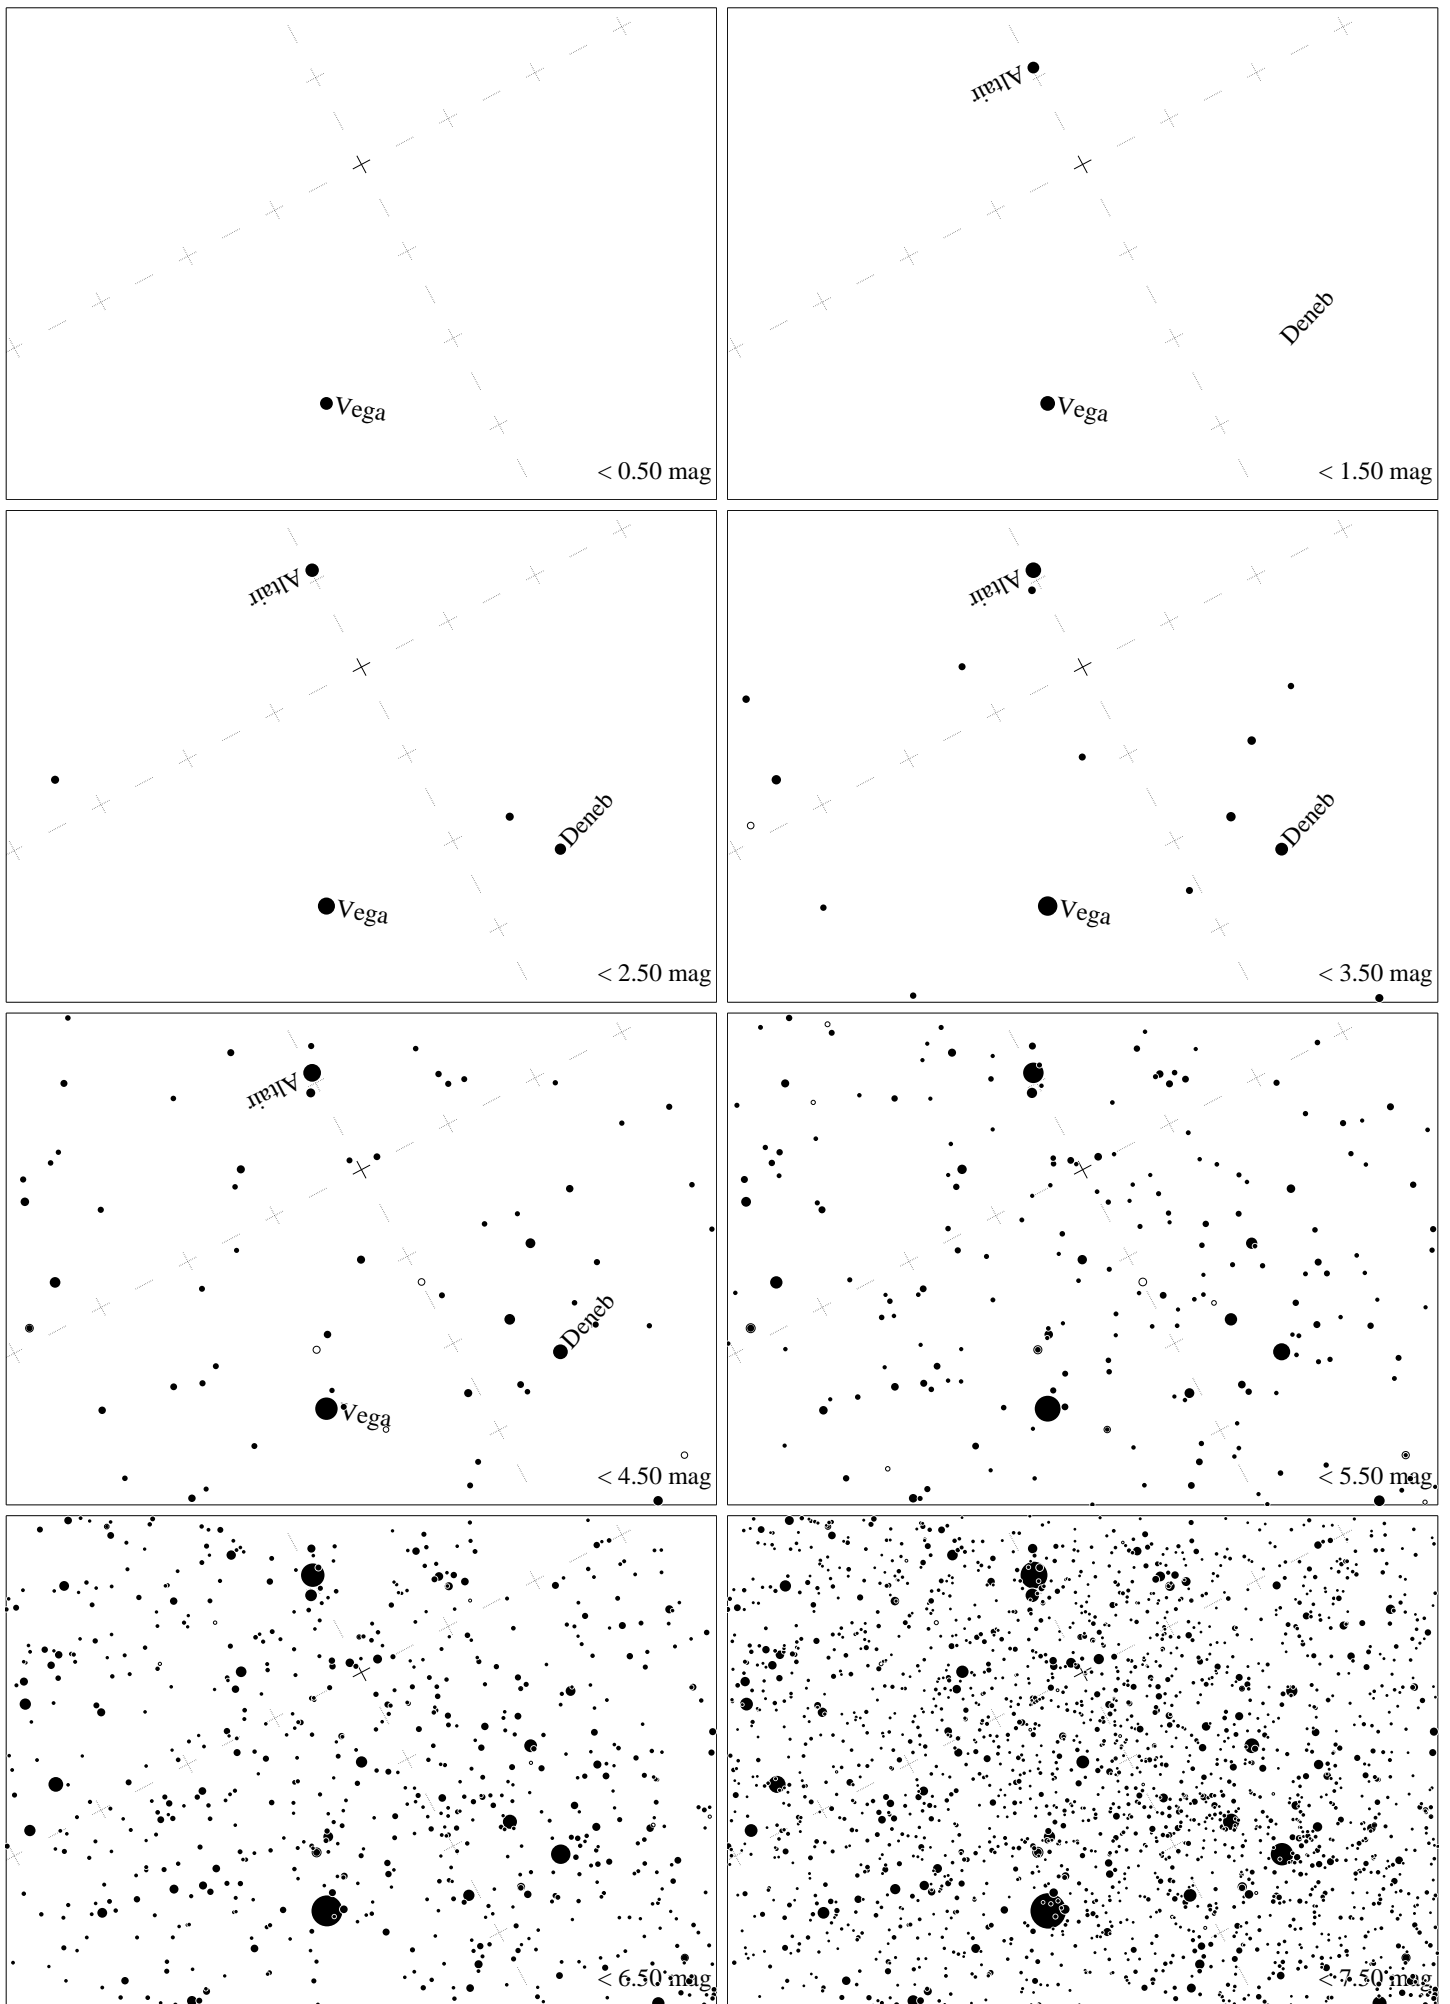 Vega
< 0.50 mag
Altair
Deneb
Vega
< 1.50 mag
Altair
Deneb
Vega
< 2.50 mag
Altair
Deneb
Vega
< 3.50 mag
Altair
Deneb
Vega
< 4.50 mag
< 5.50 mag
< 6.50 mag
< 7.50 mag